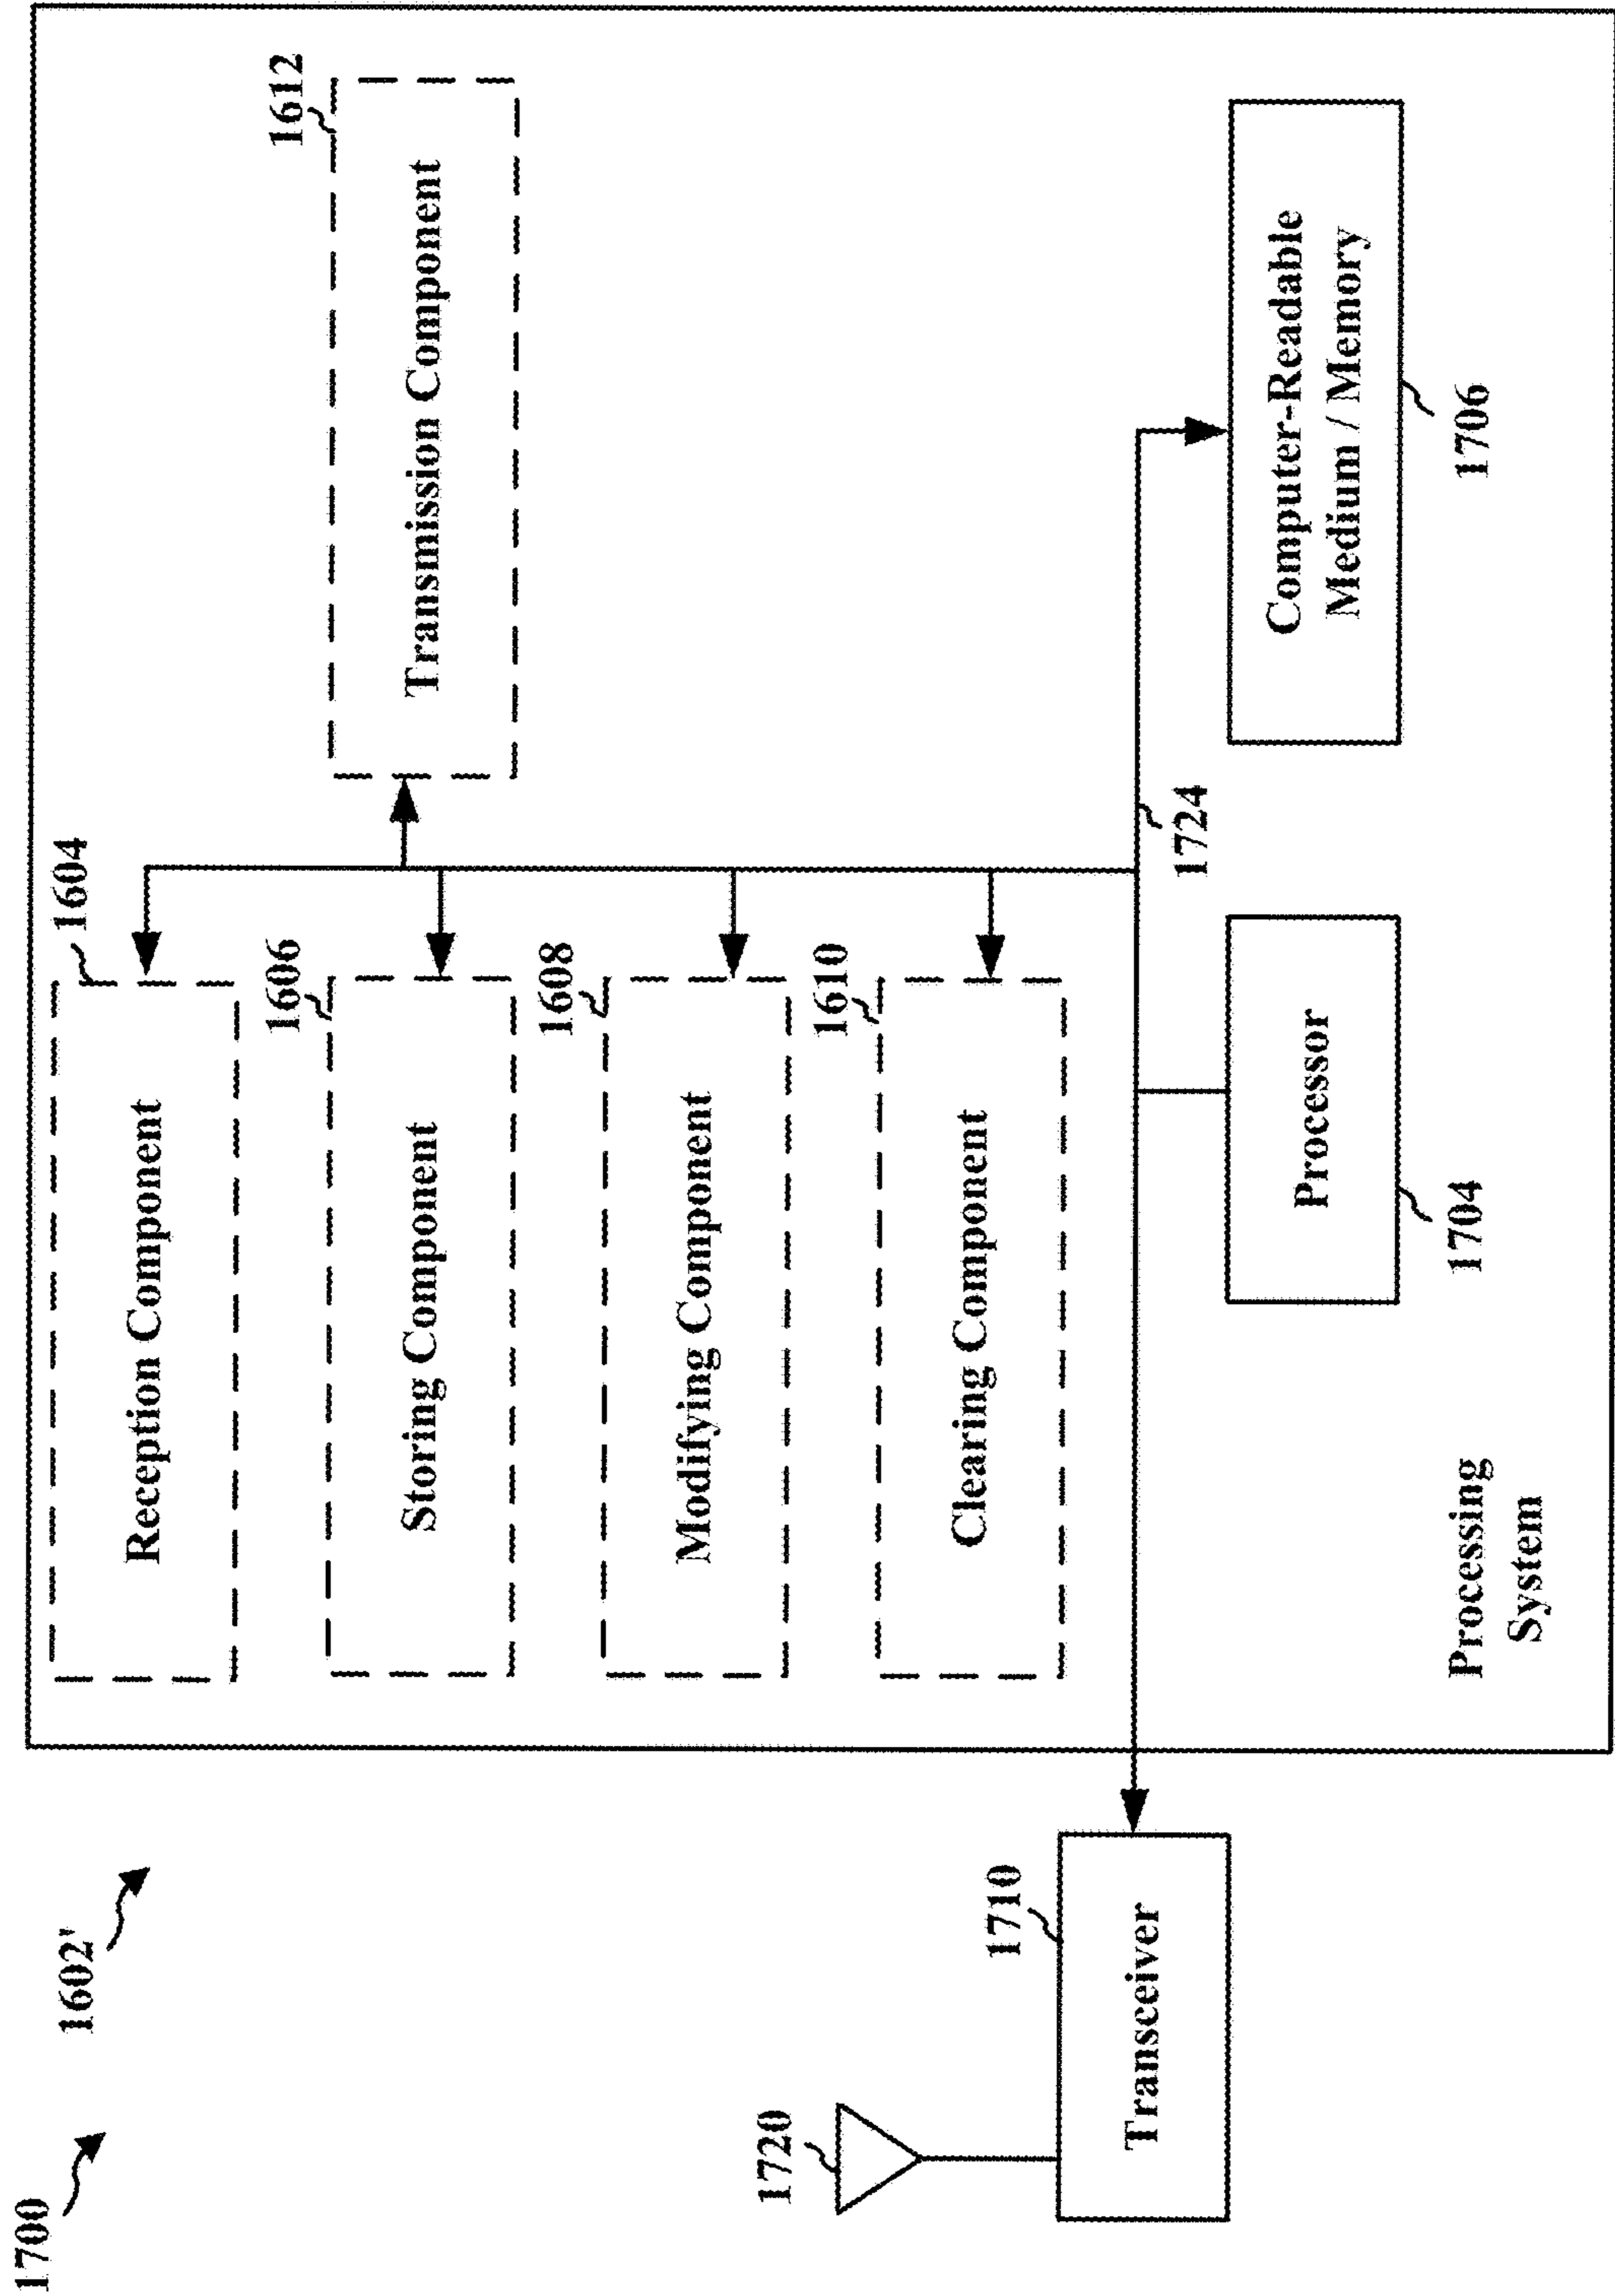 1700
1602'
1604
Reception Component
1606
Storing Component
1612
Transmission Component
1608
Modifying Component
1610
Clearing Component
1720
1710
Transceiver
1724
Processor
1704
Computer-Readable
Medium / Memory
1706
Processing
System